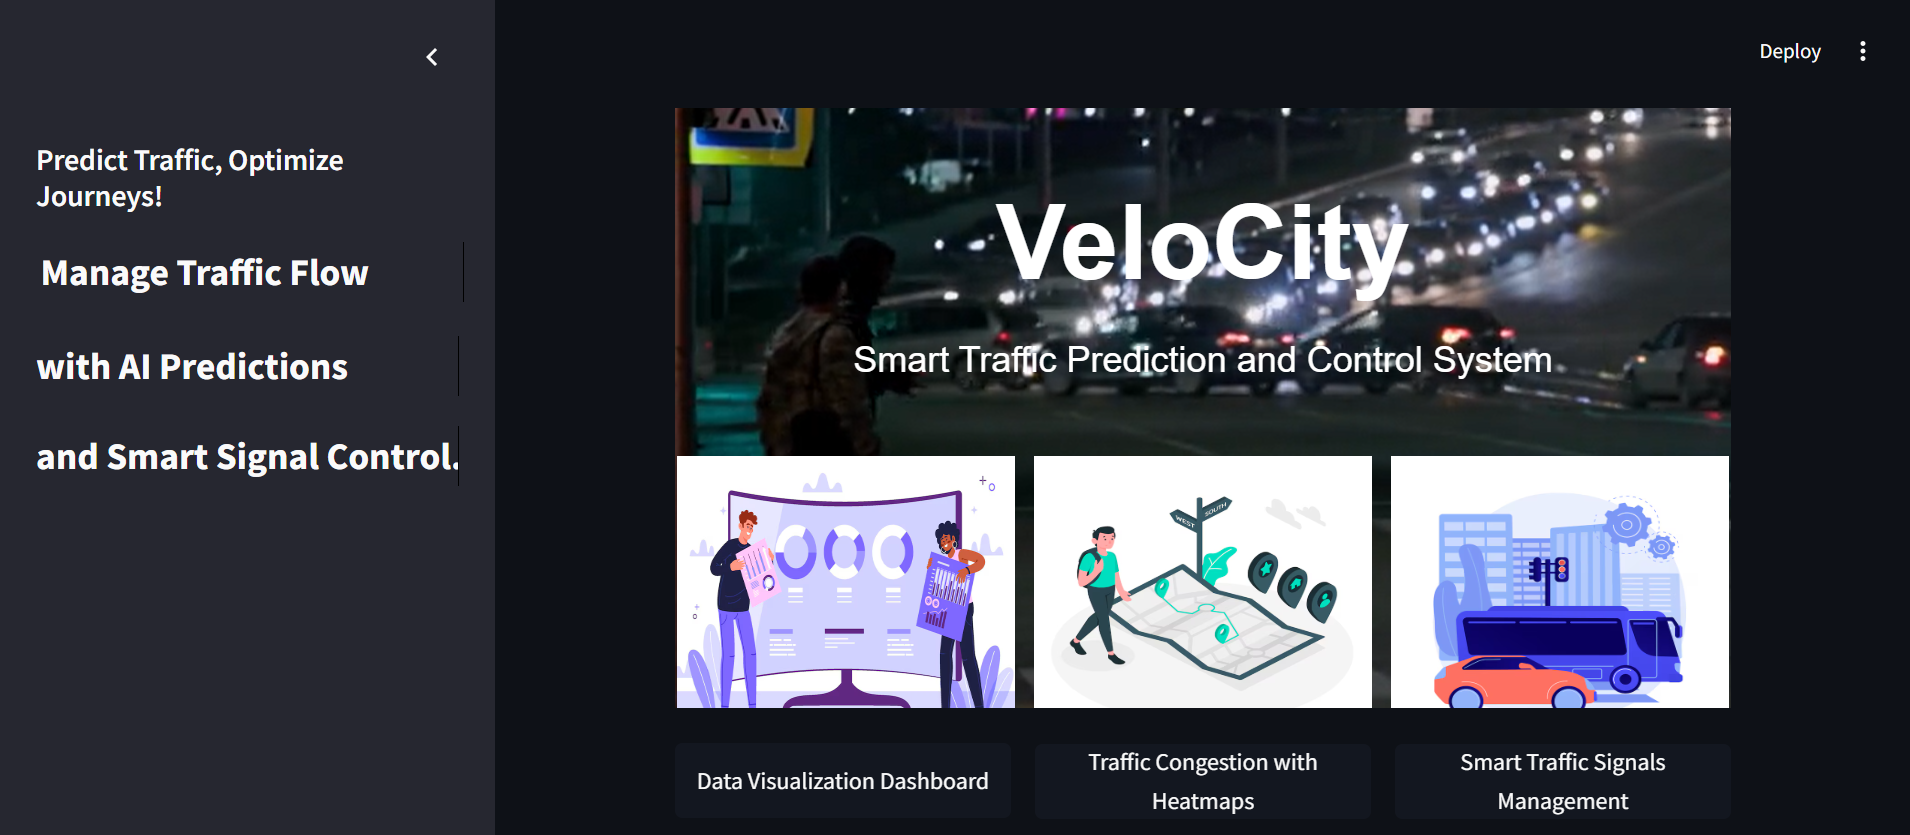 Deploy
Predict Traffic, Optimize
Journeys!
Manage Traffic Flow
with AI Predictions
and Smart Signal Control.
VeloCity
Smart Traffic Prediction and Control System
WEST
SOUTH
Data Visualization Dashboard
Traffic Congestion with
Heatmaps
Smart Traffic Signals
Management